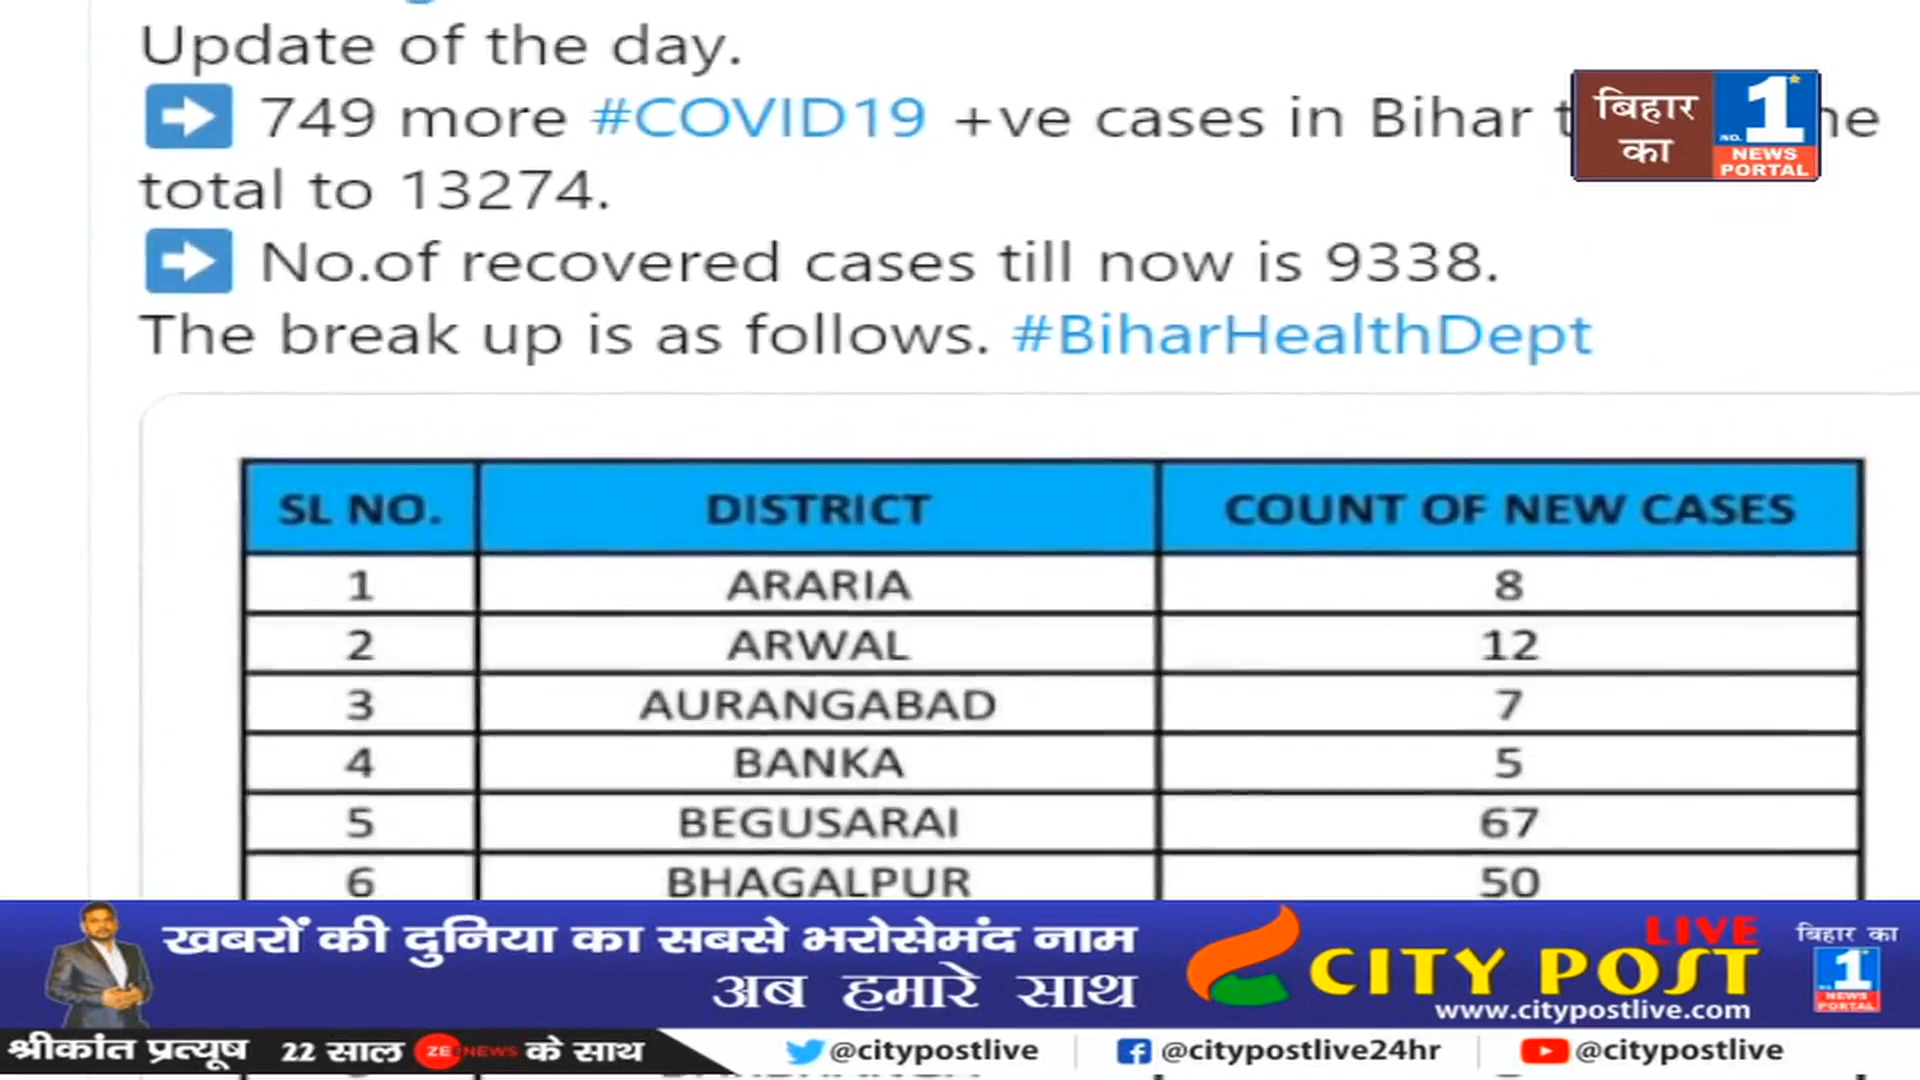 Update of the day.
➡ 749 more #COVID19 +ve cases in Bihar
total to 13274.
➡ No.of recovered cases till now is 9338.
The break up is as follows. #BiharHealthDept
बिहार का
NO. 1
NEWS PORTAL
SL NO. DISTRICT COUNT OF NEW CASES
1 ARARIA 8
2 ARWAL 12
3 AURANGABAD 7
4 BANKA 5
5 BEGUSARAI 67
6 BHAGALPUR 50
खबरों की दुनिया का सबसे भरोसेमंद नाम
अब हमारे साथ
LIVE
CITY POST
www.citypostlive.com
बिहार का
1
NEWS PORTAL
श्रीकांत प्रत्यूष 22 साल ZEE NEWS के साथ
@citypostlive @citypostlive24hr @citypostlive